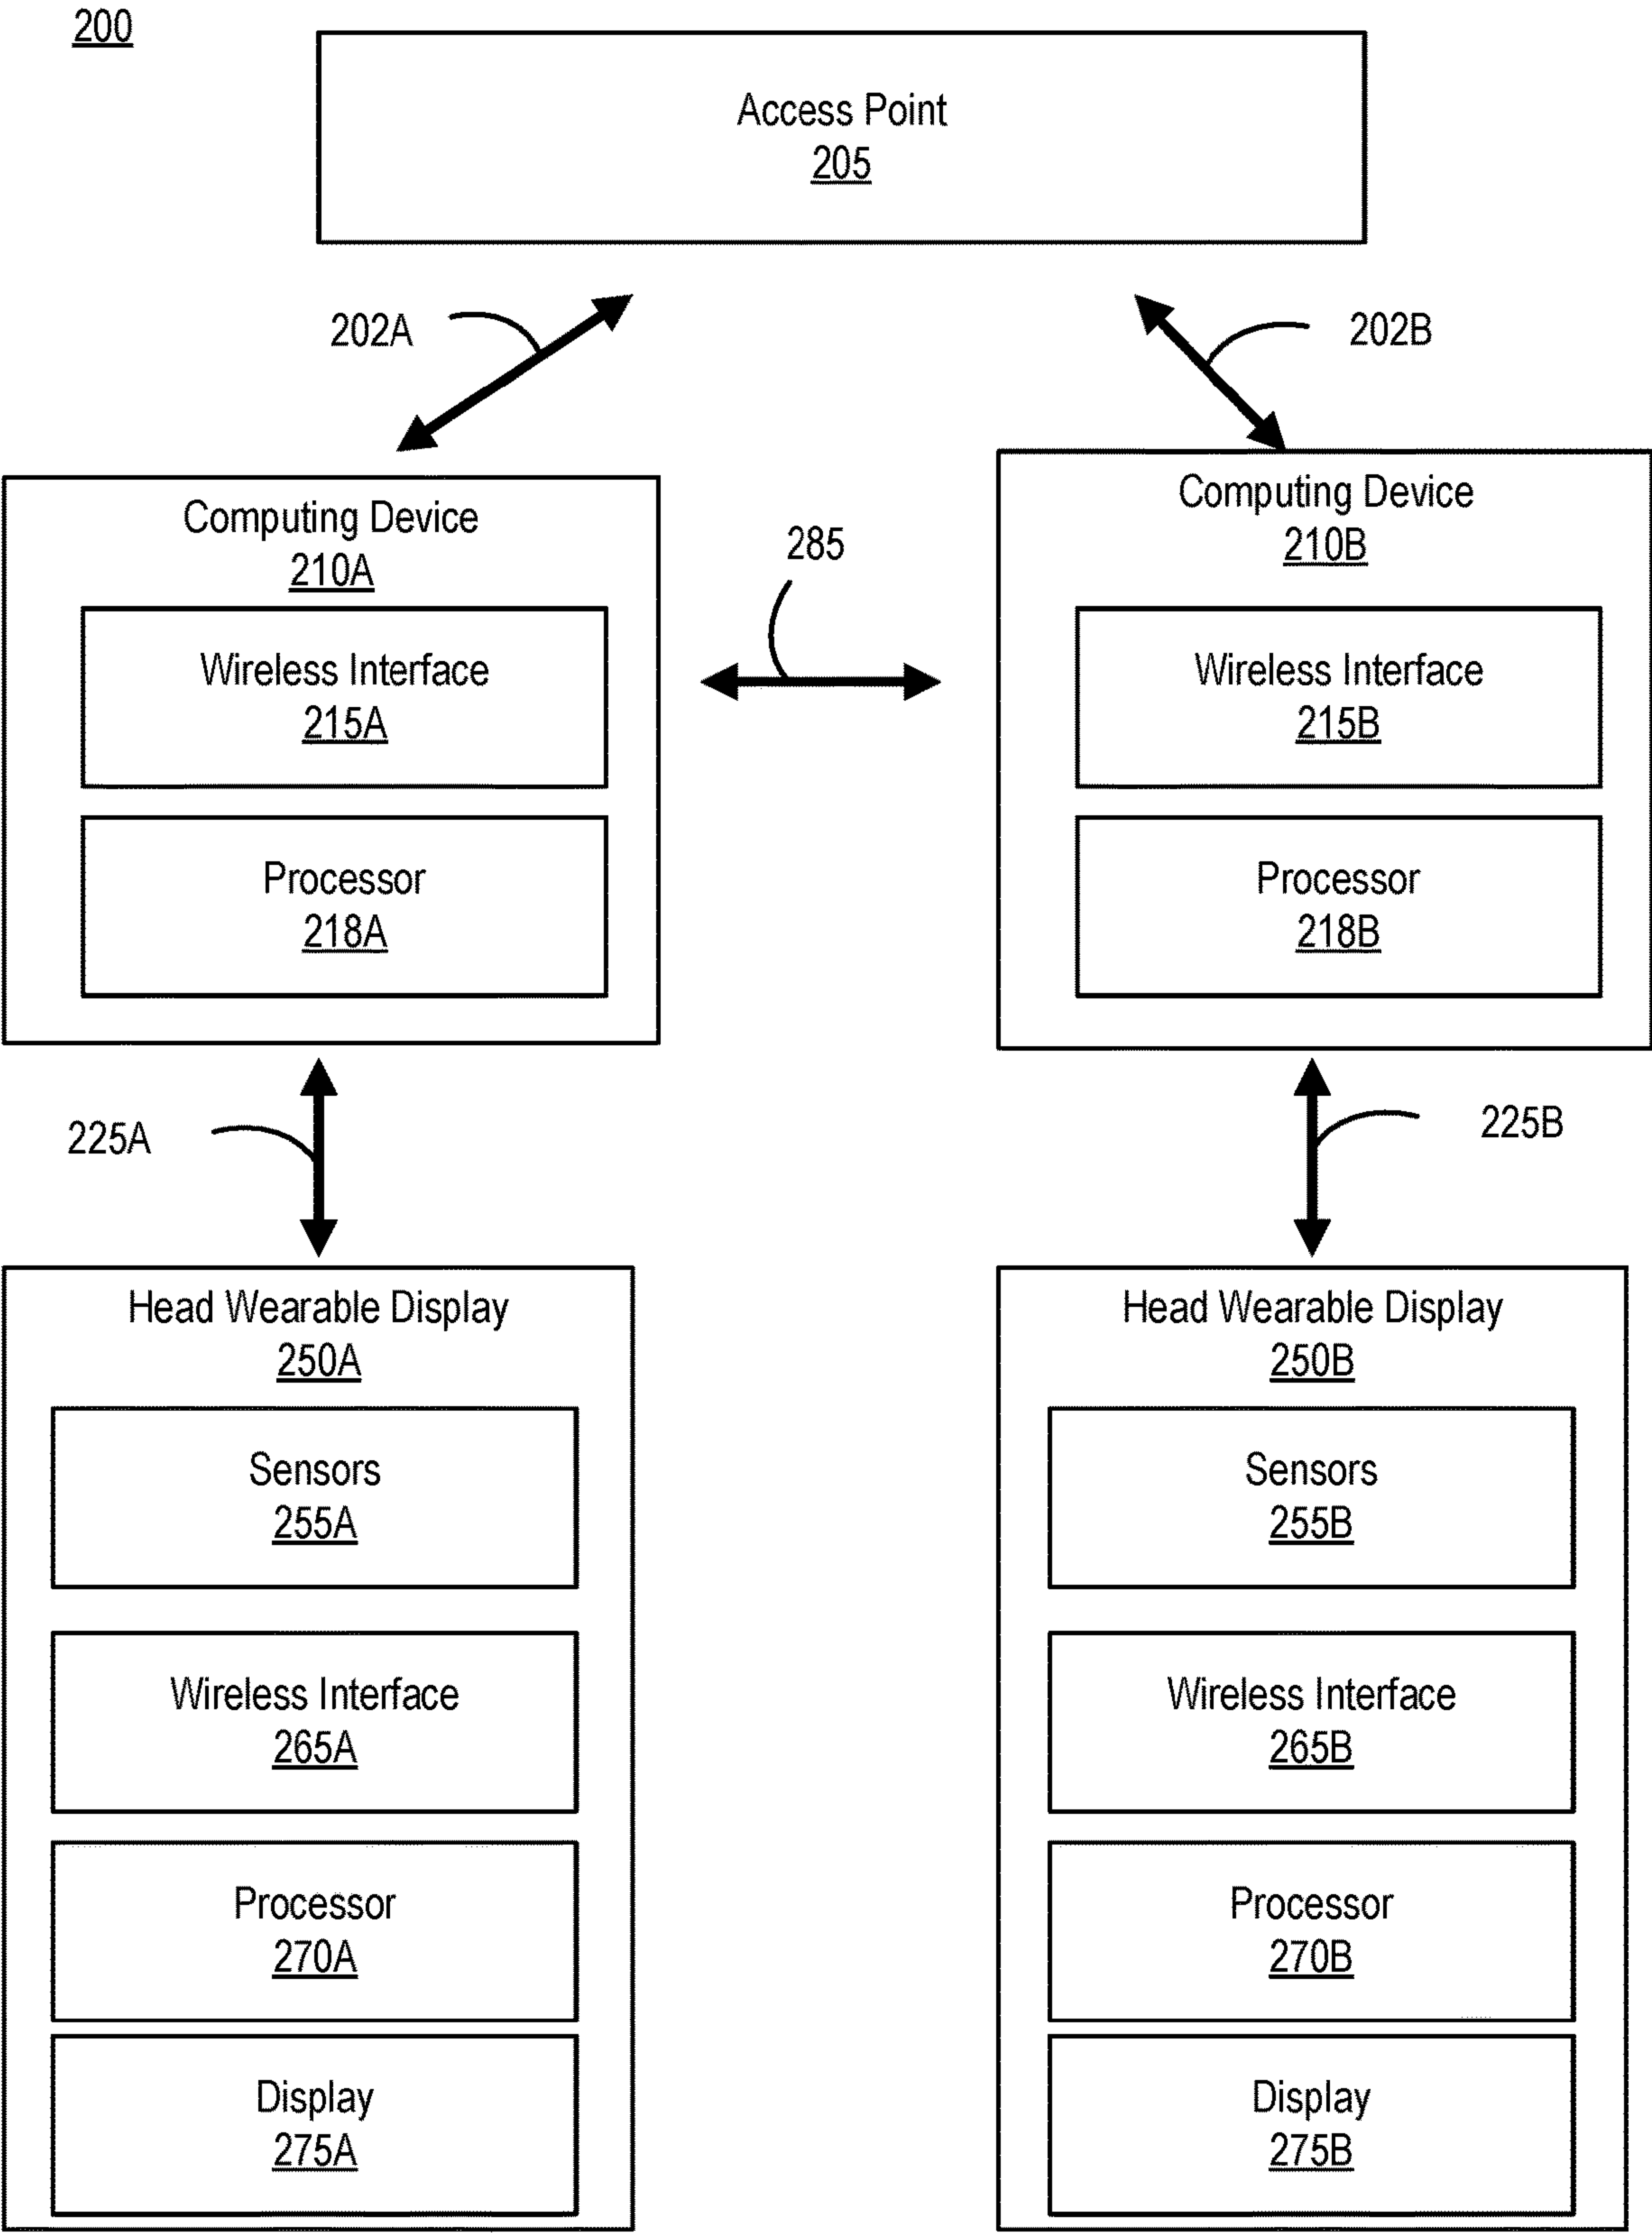 200
Access Point
205
202A
202B
Computing Device
210A
Wireless Interface
215A
Processor
218A
285
Computing Device
210B
Wireless Interface
215B
Processor
218B
225A
225B
Head Wearable Display
250A
Sensors
255A
Wireless Interface
265A
Processor
270A
Display
275A
Head Wearable Display
250B
Sensors
255B
Wireless Interface
265B
Processor
270B
Display
275B